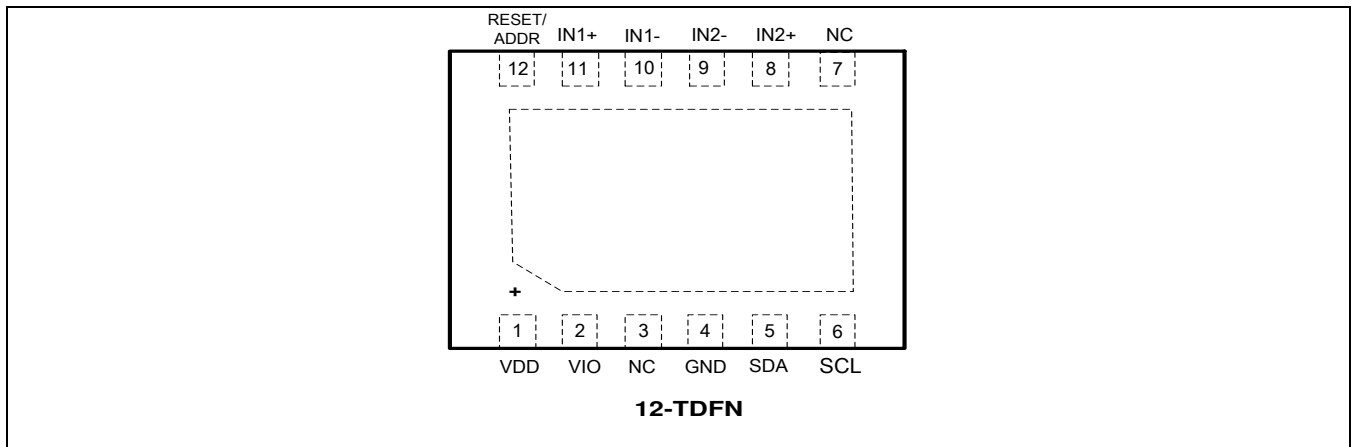 RESET/
ADDR IN1+ IN1- IN2- IN2+ NC
12 11 10 9 8 7
+
1 2 3 4 5 6
VDD VIO NC GND SDA SCL
12-TDFN